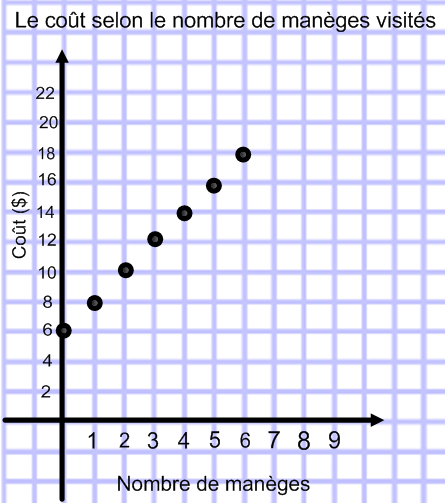 Le coût selon le nombre de manèges visités
Coût ($)
22
20
18
16
14
12
10
8
6
4
2
1 2 3 4 5 6 7 8 9
Nombre de manèges